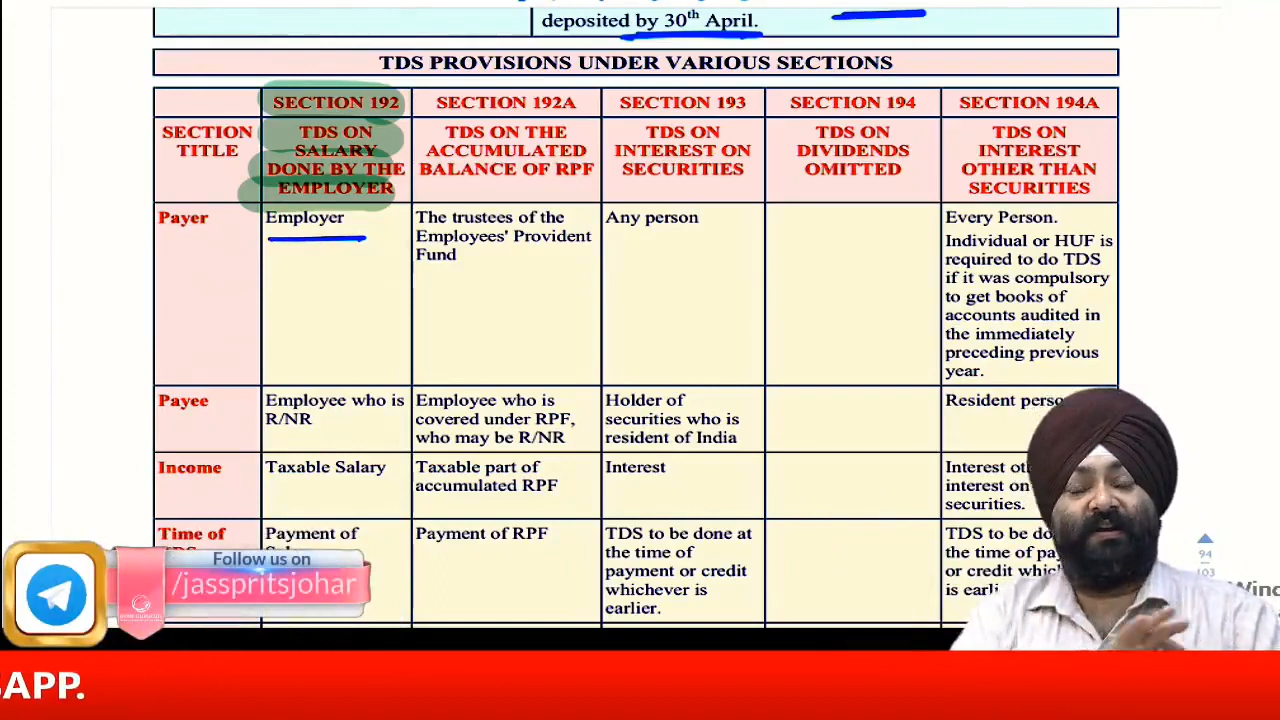 deposited by 30th April.
TDS PROVISIONS UNDER VARIOUS SECTIONS
SECTION TITLE
SECTION 192
TDS ON
SALARY
DONE BY THE
EMPLOYER
SECTION 192A
TDS ON THE
ACCUMULATED
BALANCE OF RPF
SECTION 193
TDS ON
INTEREST ON
SECURITIES
SECTION 194
TDS ON
DIVIDENDS
OMITTED
SECTION 194A
TDS ON
INTEREST
OTHER THAN
SECURITIES
Payer
Employer
The trustees of the
Employees' Provident
Fund
Any person
Every Person.
Individual or HUF is
required to do TDS
if it was compulsory
to get books of
accounts audited in
the immediately
preceding previous
year.
Payee
Employee who is
R/NR
Employee who is
covered under RPF,
who may be R/NR
Holder of
securities who is
resident of India
Resident
Income
Taxable Salary
Taxable part of
accumulated RPF
Interest
Interest
interest on
securities.
Time of
Payment of
Payment of RPF
TDS to be done at
the time of
payment or credit
whichever is
earlier.
TDS to be
the time of
or credit
is
Follow us on
/jasspritsjohar
94
103
SAPP.